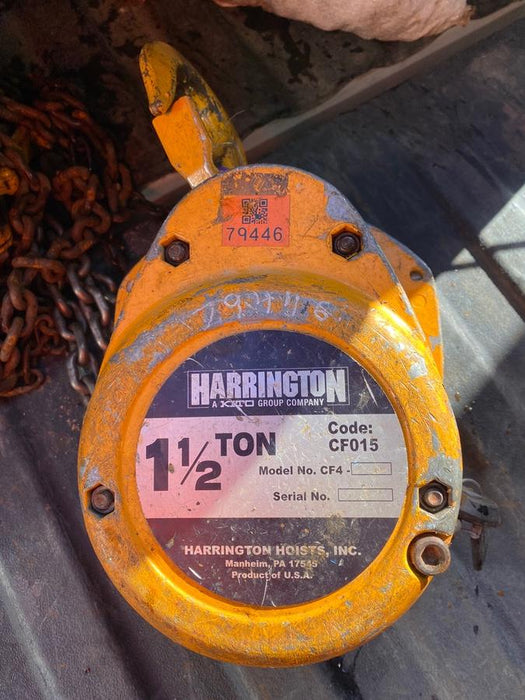 79446
HARRINGTON
A KITO GROUP COMPANY
1 1/2 TON
Code:
CF015
Model No. CF4 -
Serial No.
HARRINGTON HOISTS, INC.
Manheim, PA 17545
Product of U.S.A.